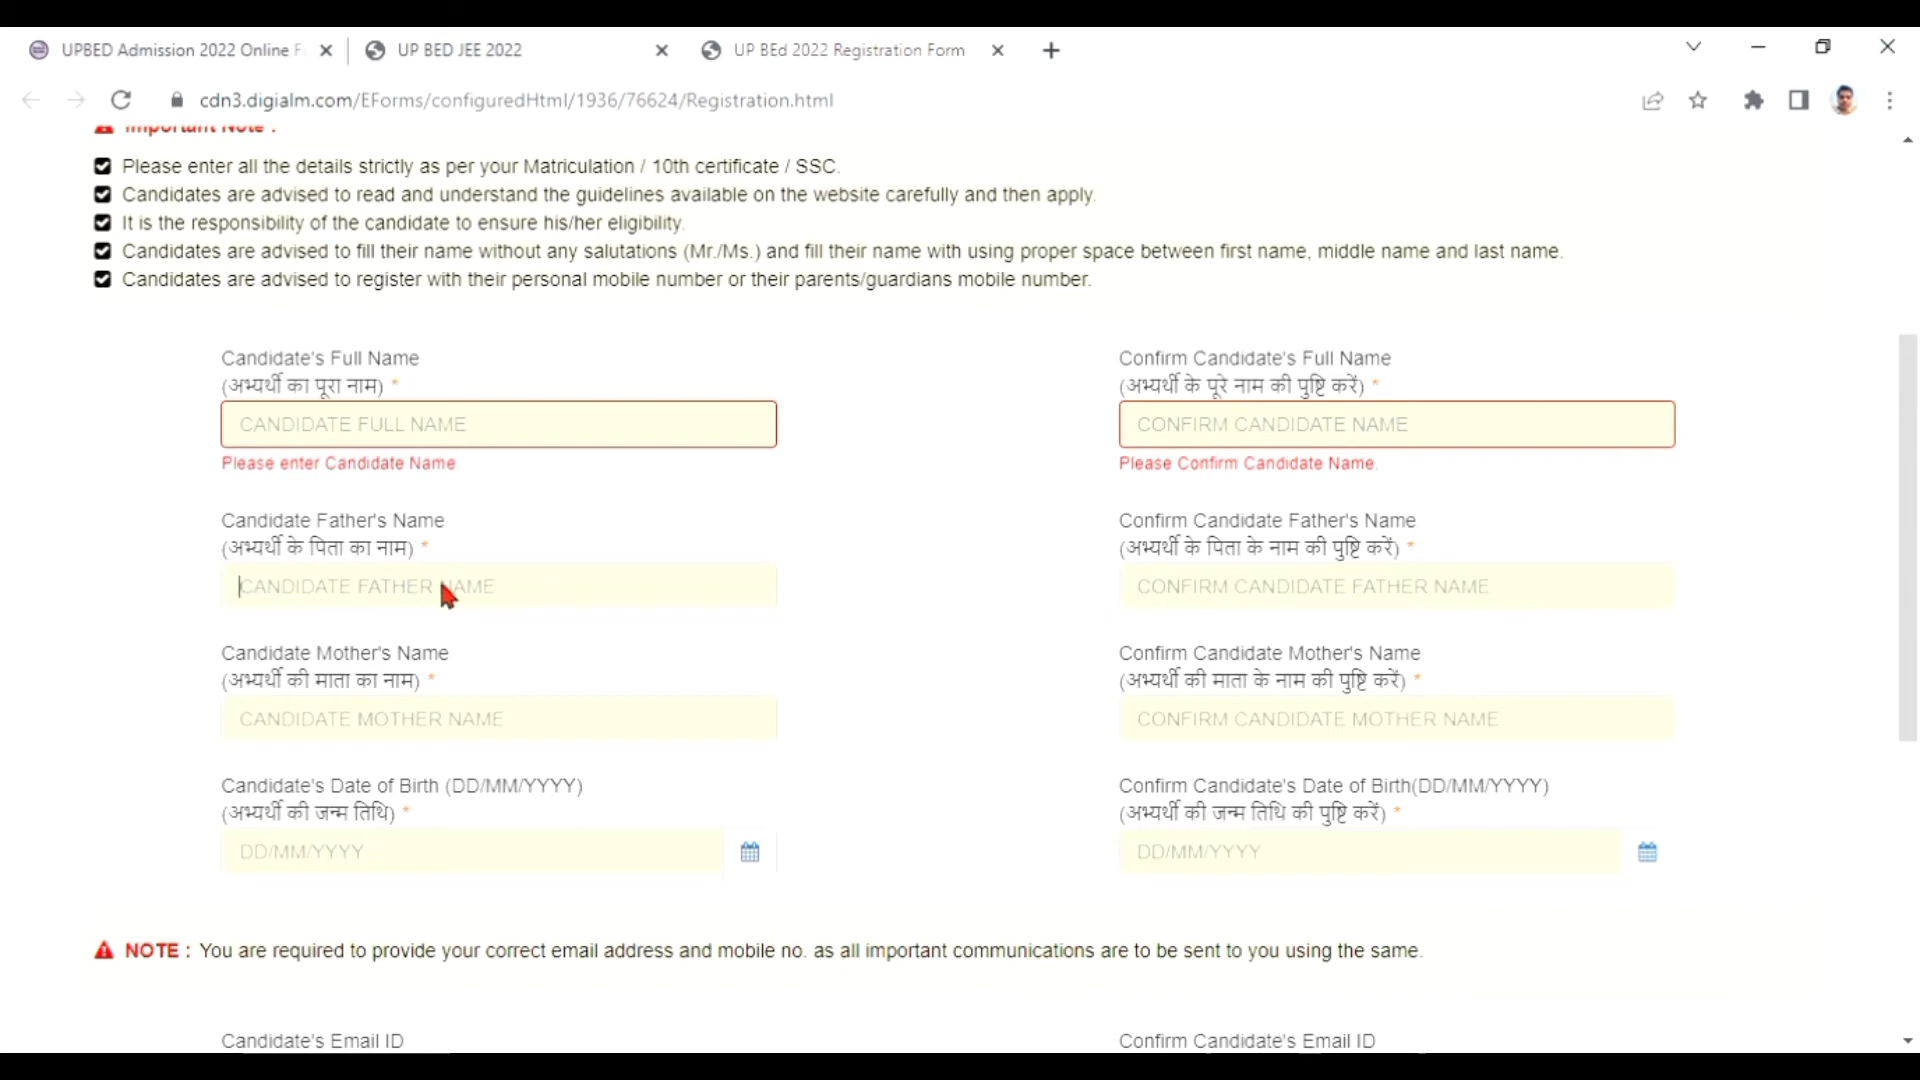 UPBED Admission 2022 Online F
UP BED JEE 2022
UP BEd 2022 Registration Form
cdn3.digialm.com/EForms/configuredHtml/1936/76624/Registration.html
Important Note :
Please enter all the details strictly as per your Matriculation / 10th certificate / SSC.
Candidates are advised to read and understand the guidelines available on the website carefully and then apply.
It is the responsibility of the candidate to ensure his/her eligibility.
Candidates are advised to fill their name without any salutations (Mr./Ms.) and fill their name with using proper space between first name, middle name and last name.
Candidates are advised to register with their personal mobile number or their parents/guardians mobile number.
Candidate's Full Name
(अभ्यर्थी का पूरा नाम) *
CANDIDATE FULL NAME
Please enter Candidate Name.
Confirm Candidate's Full Name
(अभ्यर्थी के पूरे नाम की पुष्टि करें) *
CONFIRM CANDIDATE NAME
Please Confirm Candidate Name.
Candidate Father's Name
(अभ्यर्थी के पिता का नाम) *
CANDIDATE FATHER NAME
Confirm Candidate Father's Name
(अभ्यर्थी के पिता के नाम की पुष्टि करें) *
CONFIRM CANDIDATE FATHER NAME
Candidate Mother's Name
(अभ्यर्थी की माता का नाम) *
CANDIDATE MOTHER NAME
Confirm Candidate Mother's Name
(अभ्यर्थी की माता के नाम की पुष्टि करें) *
CONFIRM CANDIDATE MOTHER NAME
Candidate's Date of Birth (DD/MM/YYYY)
(अभ्यर्थी की जन्म तिथि) *
DD/MM/YYYY
Confirm Candidate's Date of Birth(DD/MM/YYYY)
(अभ्यर्थी की जन्म तिथि की पुष्टि करें) *
DD/MM/YYYY
NOTE : You are required to provide your correct email address and mobile no. as all important communications are to be sent to you using the same.
Candidate's Email ID
Confirm Candidate's Email ID